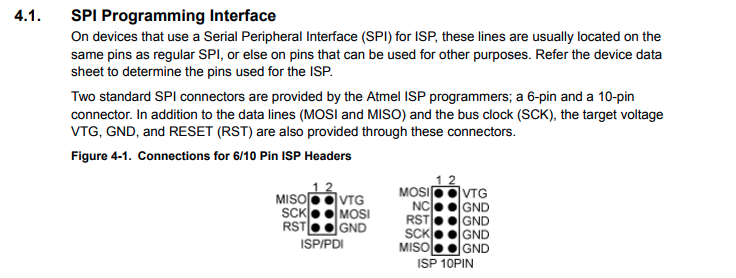 4.1. SPI Programming Interface
On devices that use a Serial Peripheral Interface (SPI) for ISP, these lines are usually located on the
same pins as regular SPI, or else on pins that can be used for other purposes. Refer the device data
sheet to determine the pins used for the ISP.
Two standard SPI connectors are provided by the Atmel ISP programmers; a 6-pin and a 10-pin
connector. In addition to the data lines (MOSI and MISO) and the bus clock (SCK), the target voltage
VTG, GND, and RESET (RST) are also provided through these connectors.
Figure 4-1. Connections for 6/10 Pin ISP Headers
1 2
MISO VTG
SCK MOSI
RST GND
ISP/PDI
1 2
MOSI VTG
NC GND
RST GND
SCK GND
MISO GND
ISP 10PIN